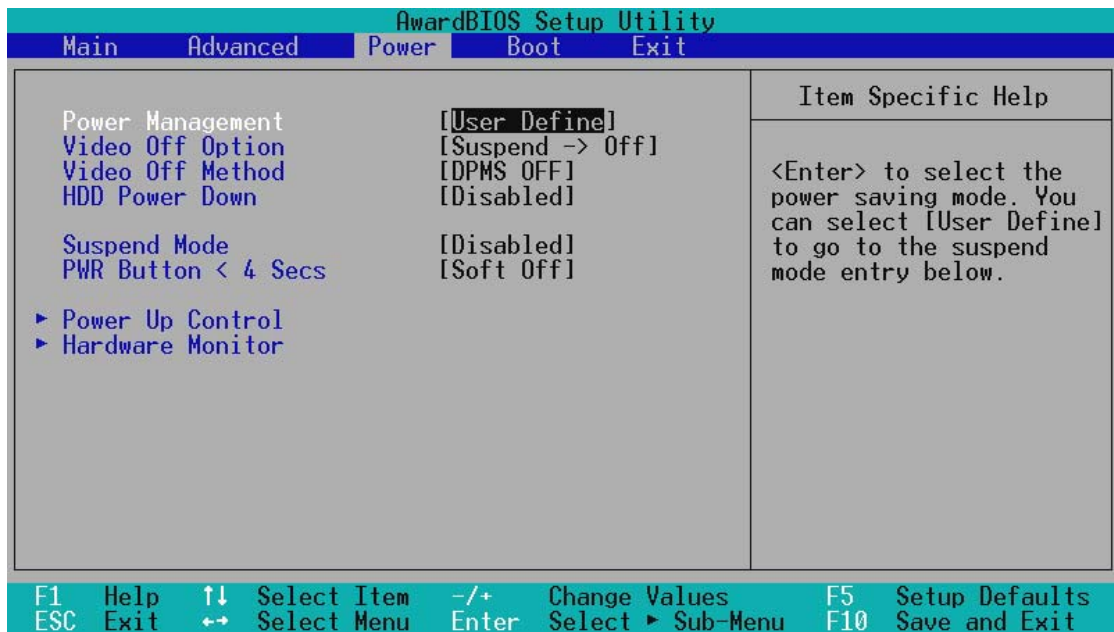 AwardBIOS Setup Utility
Main Advanced Power Boot Exit
Power Management [User Define]
Video Off Option [Suspend -> Off]
Video Off Method [DPMS OFF]
HDD Power Down [Disabled]
Suspend Mode [Disabled]
PWR Button < 4 Secs [Soft Off]
► Power Up Control
► Hardware Monitor
Item Specific Help
<Enter> to select the
power saving mode. You
can select [User Define]
to go to the suspend
mode entry below.
F1 Help ↑↓ Select Item -/+ Change Values F5 Setup Defaults
ESC Exit ←→ Select Menu Enter Select ► Sub-Menu F10 Save and Exit